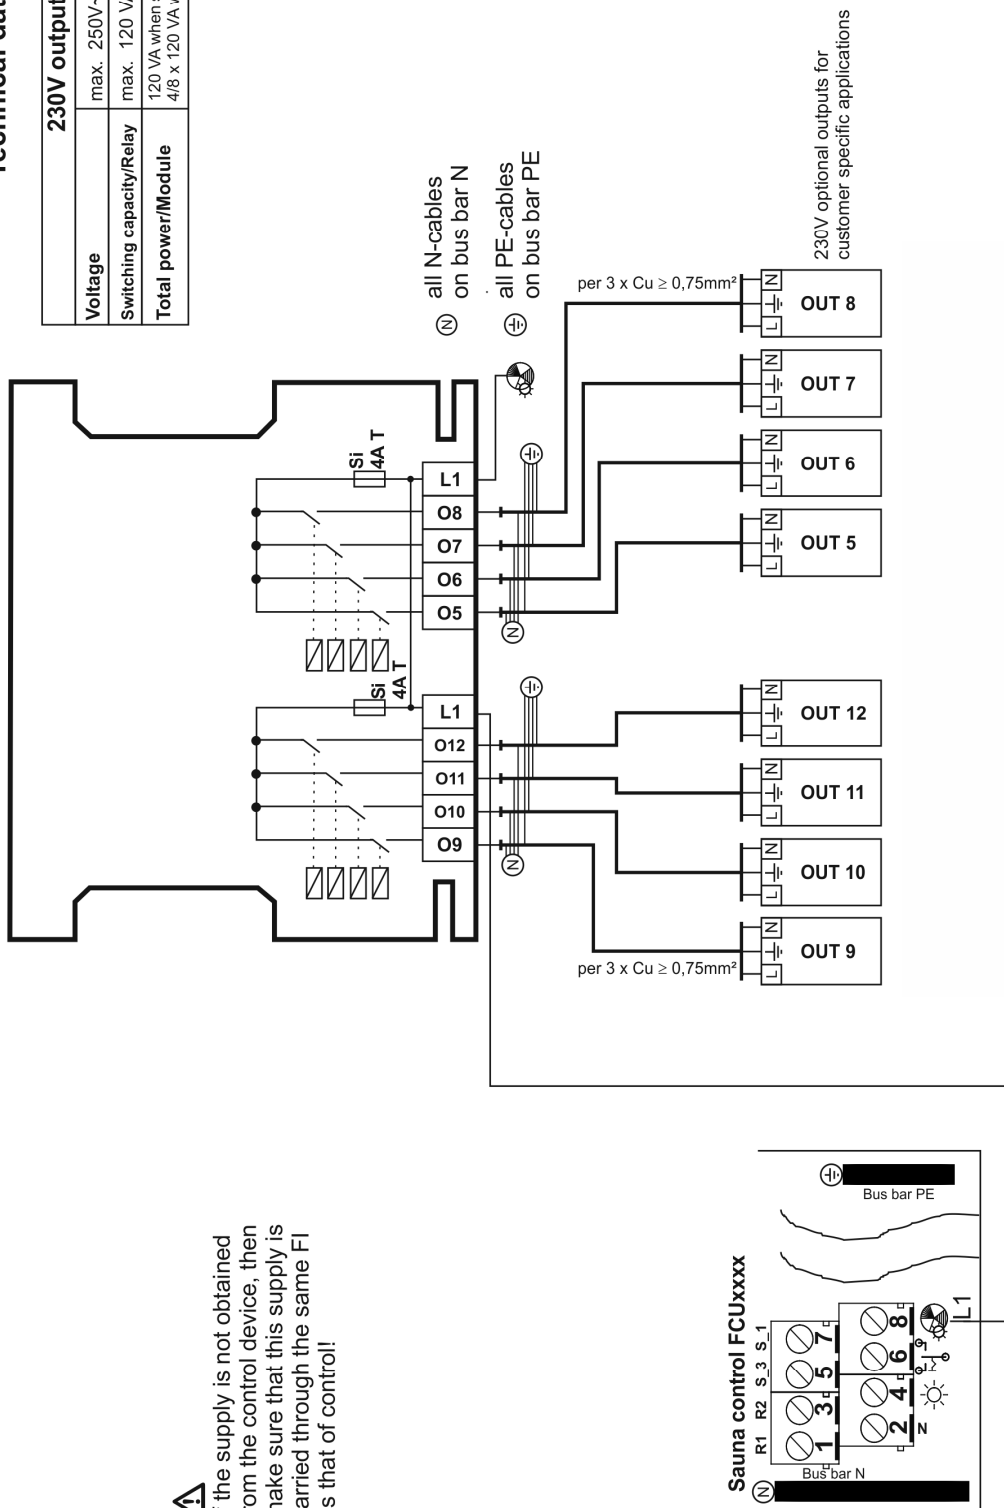 230V output
Voltage
max. 250V~
Switching capacity/Relay
max. 120
Total power/Module
120 VA when
4/8 x 120 VA
all N-cables
on bus bar N
N
all PE-cables
on bus bar PE
Si
4A T
L1
O8
O7
O6
O5
N
Si
4A T
L1
O12
O11
O10
O9
N
per 3 x Cu ≥ 0,75mm²
230V optional outputs for
customer specific applications
L N
OUT 8
L N
OUT 7
L N
OUT 6
L N
OUT 5
L N
OUT 12
L N
OUT 11
L N
OUT 10
L N
OUT 9
per 3 x Cu ≥ 0,75mm²
the supply is not obtained
control device, then
sure that this supply is
through the same FI
that of control!
Sauna control FCUxxxx
R1 R2 S_3 S_1
1 3 5 7
2 4 6 8
N
L1
Bus bar PE
Bus bar N
N